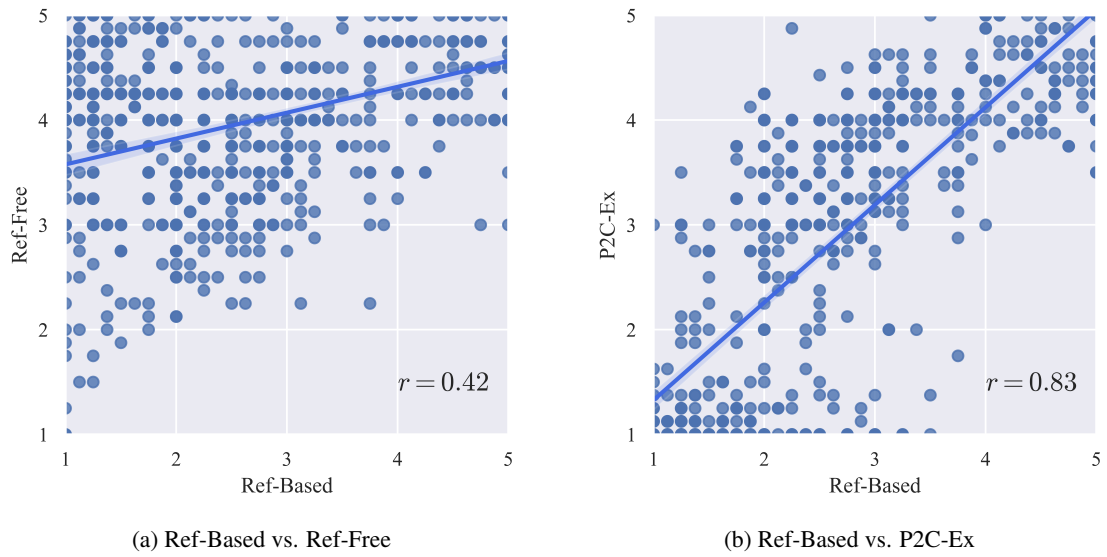 5
4
3
2
1
Ref-Free
r = 0.42
1 2 3 4 5
Ref-Based
(a) Ref-Based vs. Ref-Free
5
4
3
2
1
P2C-Ex
r = 0.83
1 2 3 4 5
Ref-Based
(b) Ref-Based vs. P2C-Ex